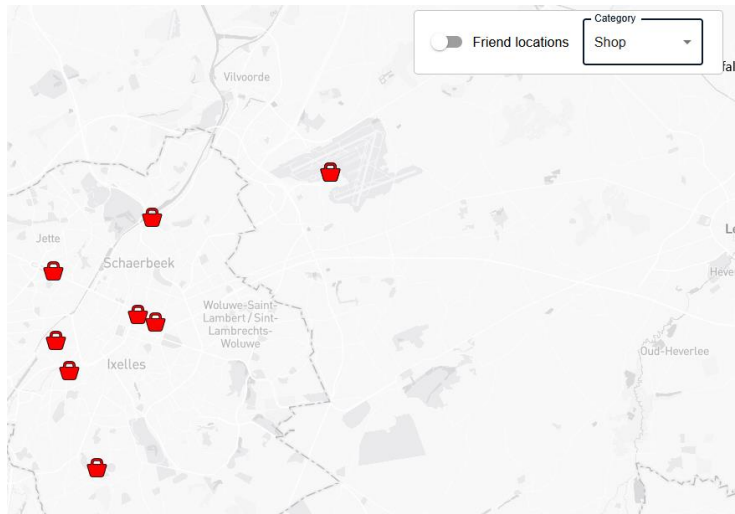 Category
Friend locations
Shop
Vilvoorde
Jette
Schaerbeek
Woluwe-Saint-
Lambert / Sint-
Lambrechts-
Woluwe
Ixelles
Oud-Heverlee